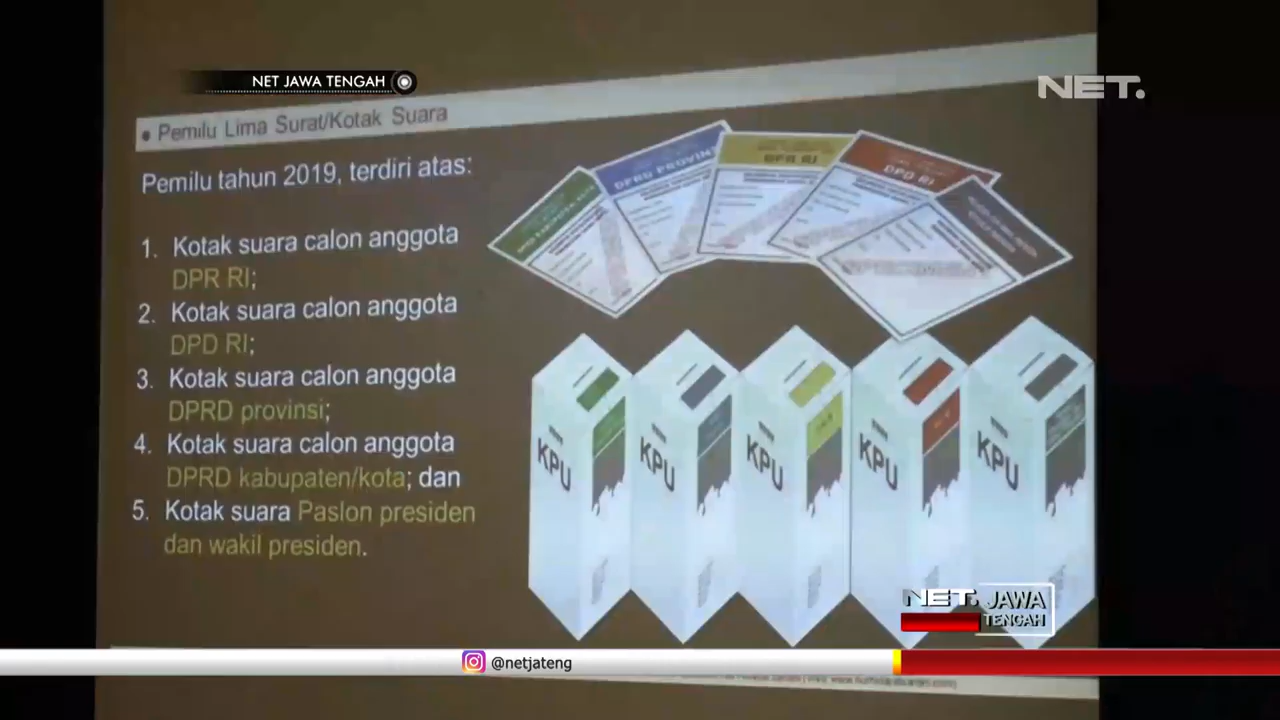 NET JAWA TENGAH
NET.
• Pemilu Lima Surat/Kotak Suara
Pemilu tahun 2019, terdiri atas:
1. Kotak suara calon anggota
DPR RI;
2. Kotak suara calon anggota
DPD RI;
3. Kotak suara calon anggota
DPRD provinsi;
4. Kotak suara calon anggota
DPRD kabupaten/kota; dan
5. Kotak suara Paslon presiden
dan wakil presiden.
DPRD PROVINSI
DPR RI
DPD RI
KPU
KPU
KPU
KPU
KPU
NET. JAWA
TENGAH
@netjateng